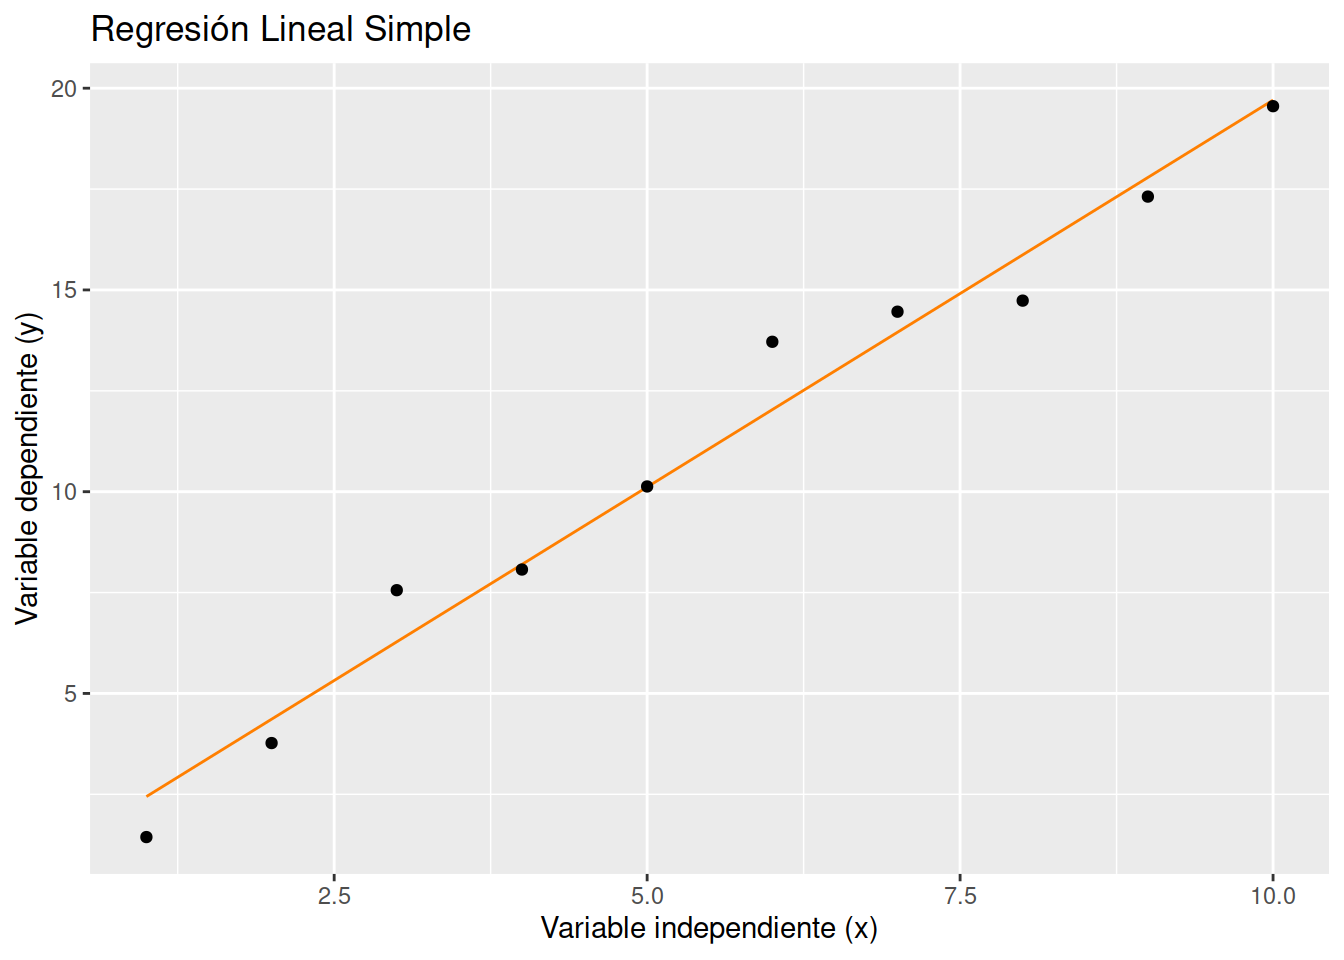 Regresión Lineal Simple
20
15
10
5
Variable dependiente (y)
2.5
5.0
7.5
10.0
Variable independiente (x)